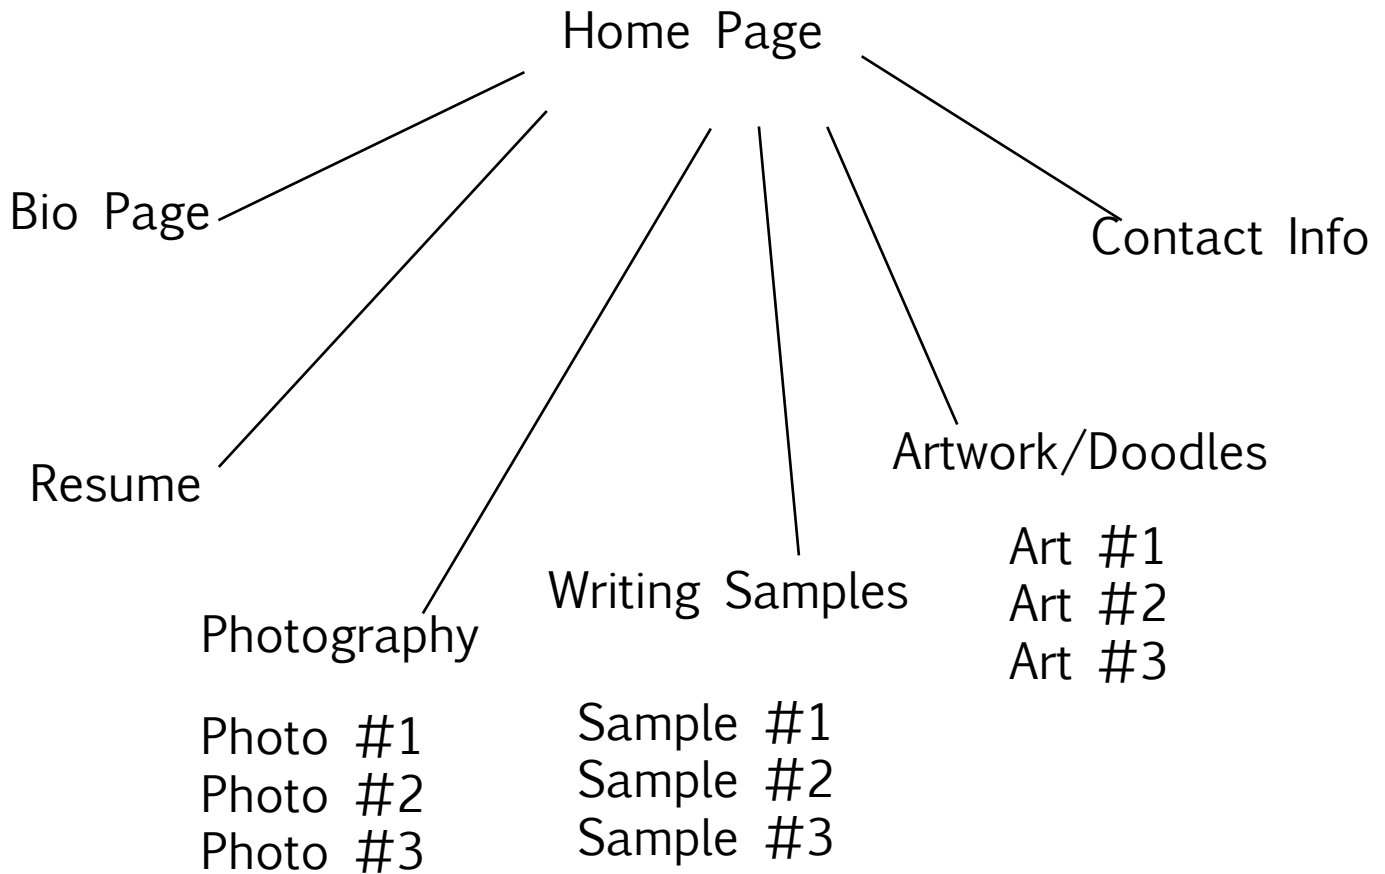 Home Page
Bio Page
Contact Info
Resume
Photography
Photo #1
Photo #2
Photo #3
Writing Samples
Sample #1
Sample #2
Sample #3
Artwork/Doodles
Art #1
Art #2
Art #3